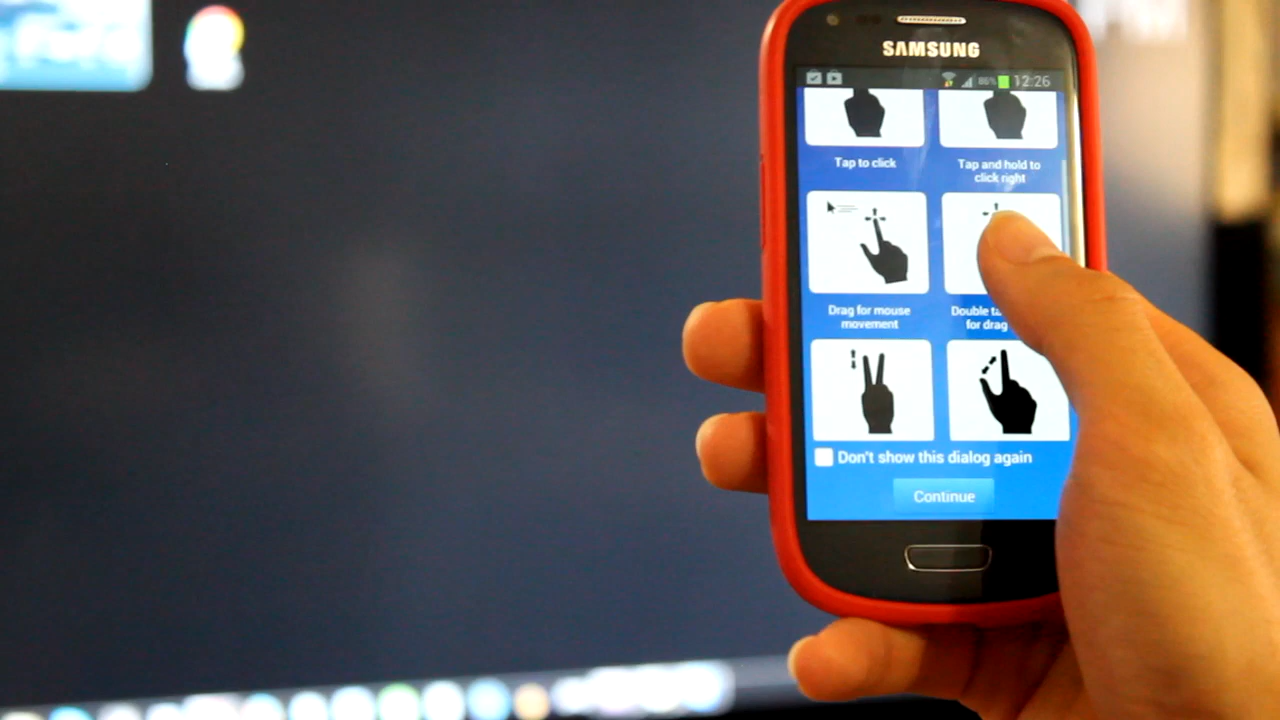 SAMSUNG
86% 12:26
Tap to click
Tap and hold to
click right
Drag for mouse
movement
Double
for drag
Don't show this dialog again
Continue